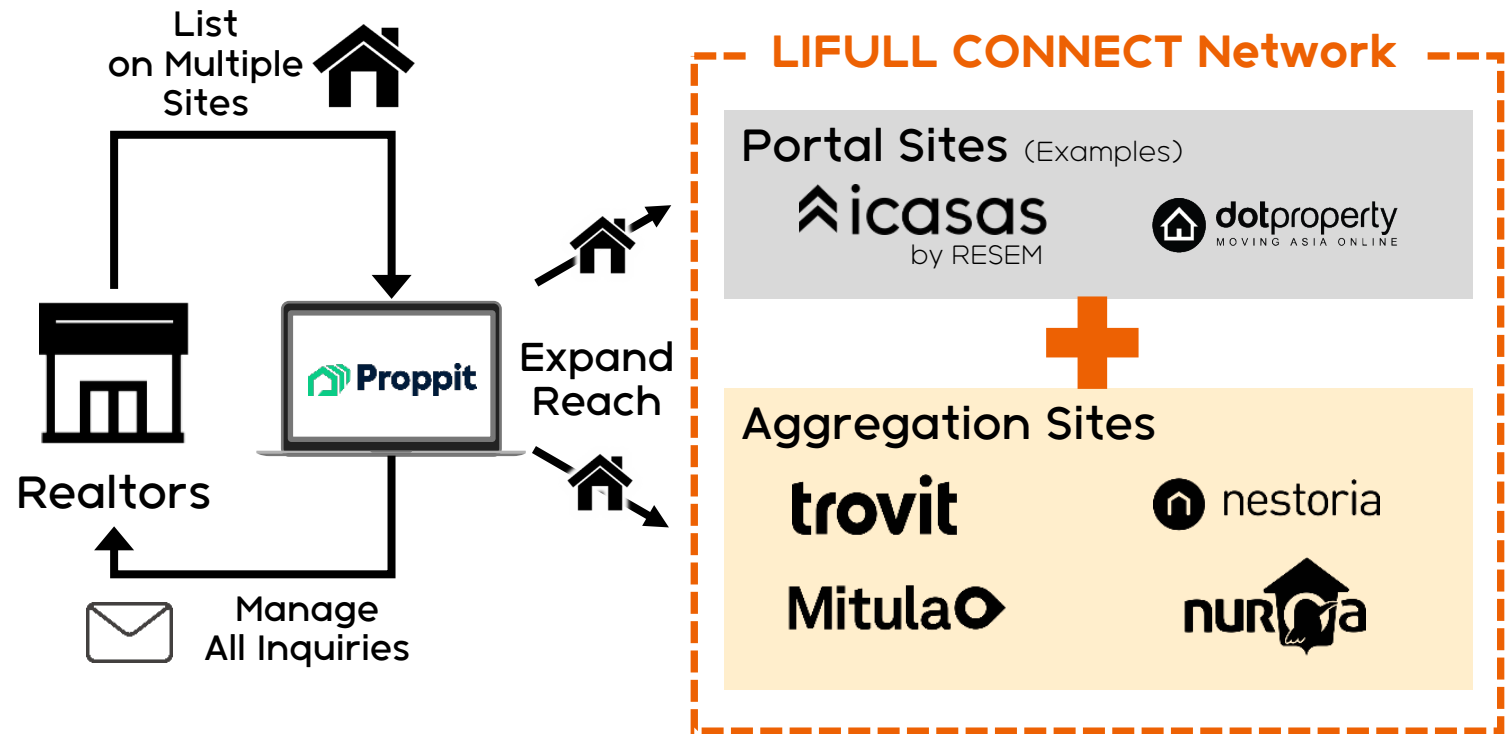 List
on Multiple
Sites
Realtors
Proppit
Manage
All Inquiries
Expand
Reach
LIFULL CONNECT Network
Portal Sites (Examples)
icasas
by RESEM
dotproperty
MOVING ASIA ONLINE
Aggregation Sites
trovit
nestoria
Mitula
nuroa